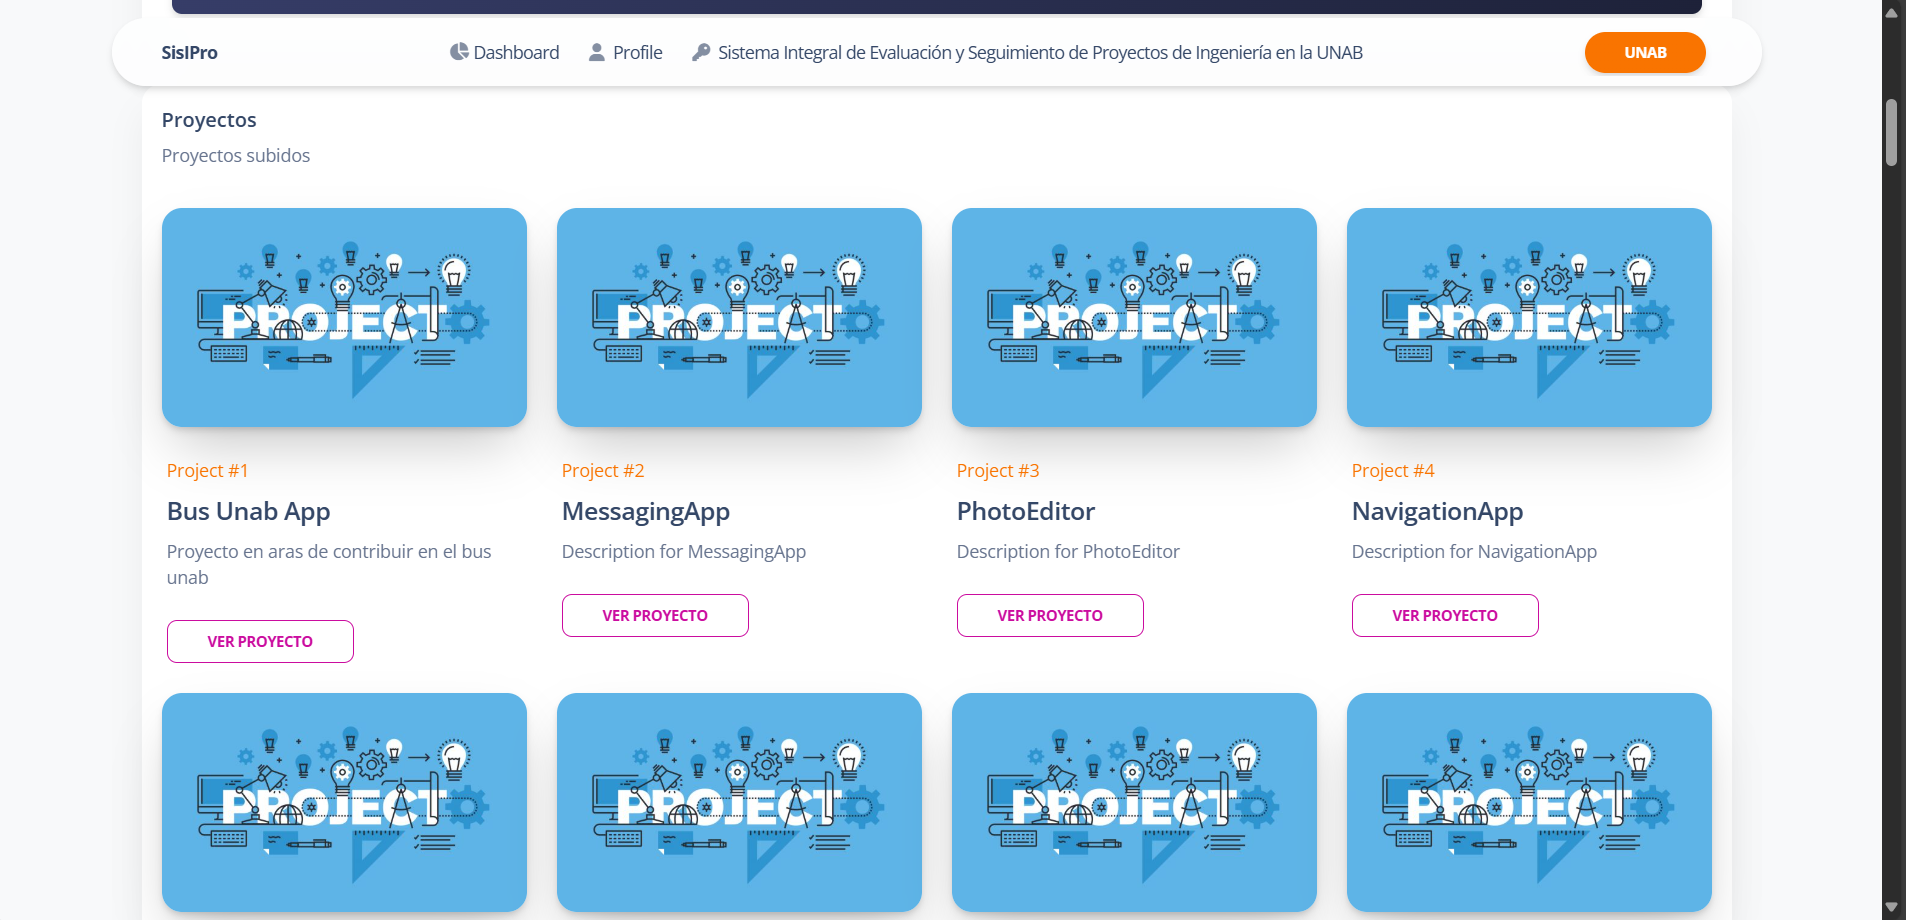 SisIPro
Dashboard
Profile
Sistema Integral de Evaluación y Seguimiento de Proyectos de Ingeniería en la UNAB
UNAB
Proyectos
Proyectos subidos
PROJECT
PROJECT
PROJECT
PROJECT
Project #1
Bus Unab App
Proyecto en aras de contribuir en el bus
unab
VER PROYECTO
Project #2
MessagingApp
Description for MessagingApp
VER PROYECTO
Project #3
PhotoEditor
Description for PhotoEditor
VER PROYECTO
Project #4
NavigationApp
Description for NavigationApp
VER PROYECTO
PROJECT
PROJECT
PROJECT
PROJECT